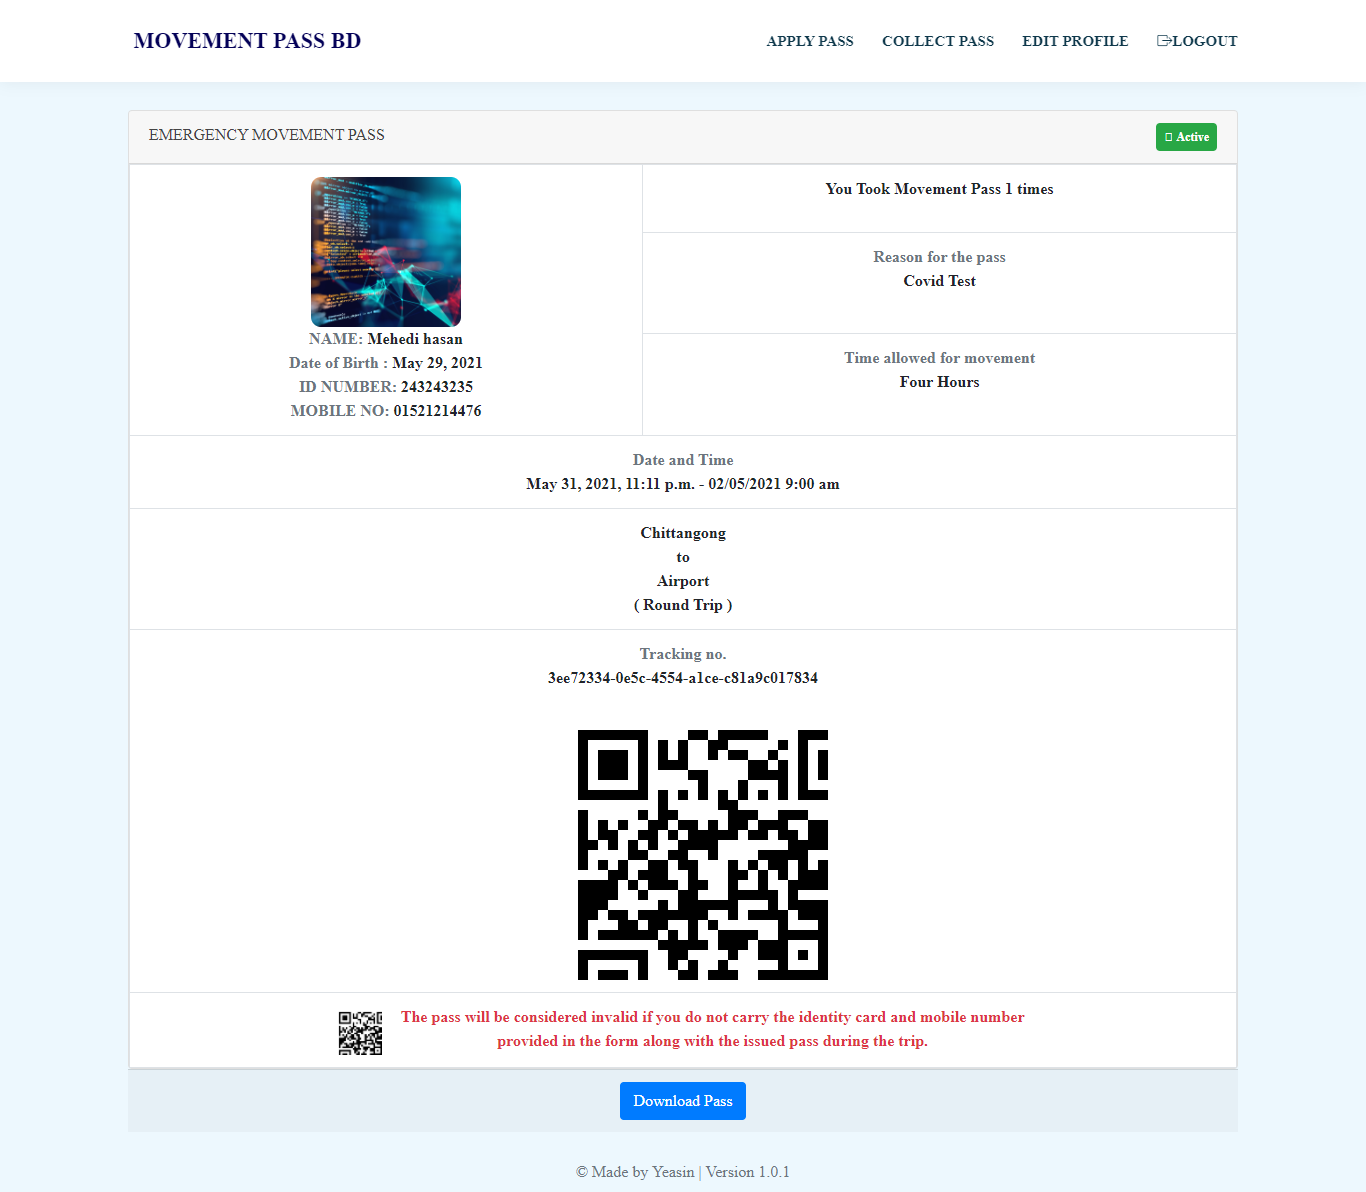 MOVEMENT PASS BD
APPLY PASS
COLLECT PASS
EDIT PROFILE
LOGOUT
EMERGENCY MOVEMENT PASS
Active
NAME: Mehedi hasan
Date of Birth : May 29, 2021
ID NUMBER: 243243235
MOBILE NO: 01521214476
You Took Movement Pass 1 times
Reason for the pass
Covid Test
Time allowed for movement
Four Hours
Date and Time
May 31, 2021, 11:11 p.m. - 02/05/2021 9:00 am
Chittangong
to
Airport
( Round Trip )
Tracking no.
3ee72334-0e5c-4554-a1ce-c81a9c017834
The pass will be considered invalid if you do not carry the identity card and mobile number
provided in the form along with the issued pass during the trip.
Download Pass
© Made by Yeasin | Version 1.0.1